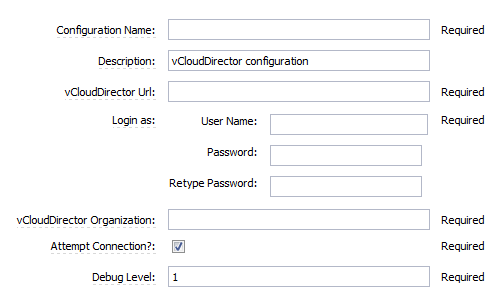 Configuration Name: Required
Description: vCloudDirector configuration
vCloudDirector Url: Required
Login as: User Name: Required
Password:
Retype Password:
vCloudDirector Organization: Required
Attempt Connection?: Required
Debug Level: 1 Required